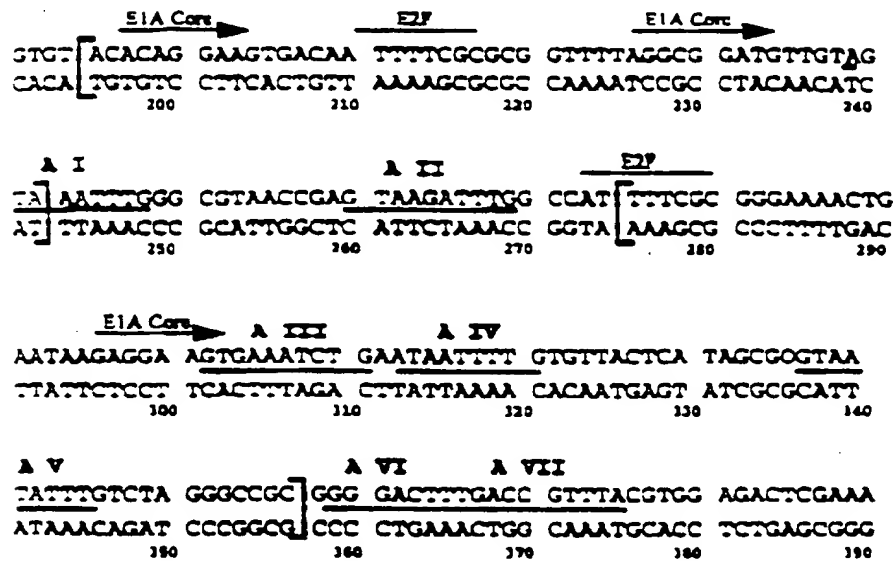 E1A Core E2F E1A Core
GTGT[ACACAG GAAGTGACAA TTTTCGCGCG GTTTTAGGCG GATGTTGTAG
CACA[TGTGTC CTTCACTGTT AAAAGCGCGC CAAAATCCGC CTACAACATC
200 210 220 230 240
A I A II E2F
TA]AATTTGGG CGTAACCGAG TAAGATTTGG CCAT[TTTCGC GGGAAAACTG
AT]TTAAACCC GCATTGGCTC ATTCTAAACC GGTA[AAAGCG CCCTTTTGAC
250 260 270 280 290
E1A Core A III A IV
AATAAGAGGA AGTGAAATCT GAATAATTTT GTGTTACTCA TAGCGCGTAA
TTATTCTCCT TCACTTTAGA CTTATTAAAA CACAATGAGT ATCGCGCATT
300 310 320 330 340
A V A VI A VII
TATTTGTCTA GGGCCGC]GGG GACTTTGACC GTTTACGTGG AGACTCGAAA
ATAAACAGAT CCCGGCG]CCC CTGAAACTGG CAAATGCACC TCTGAGCGGG
350 360 370 380 390